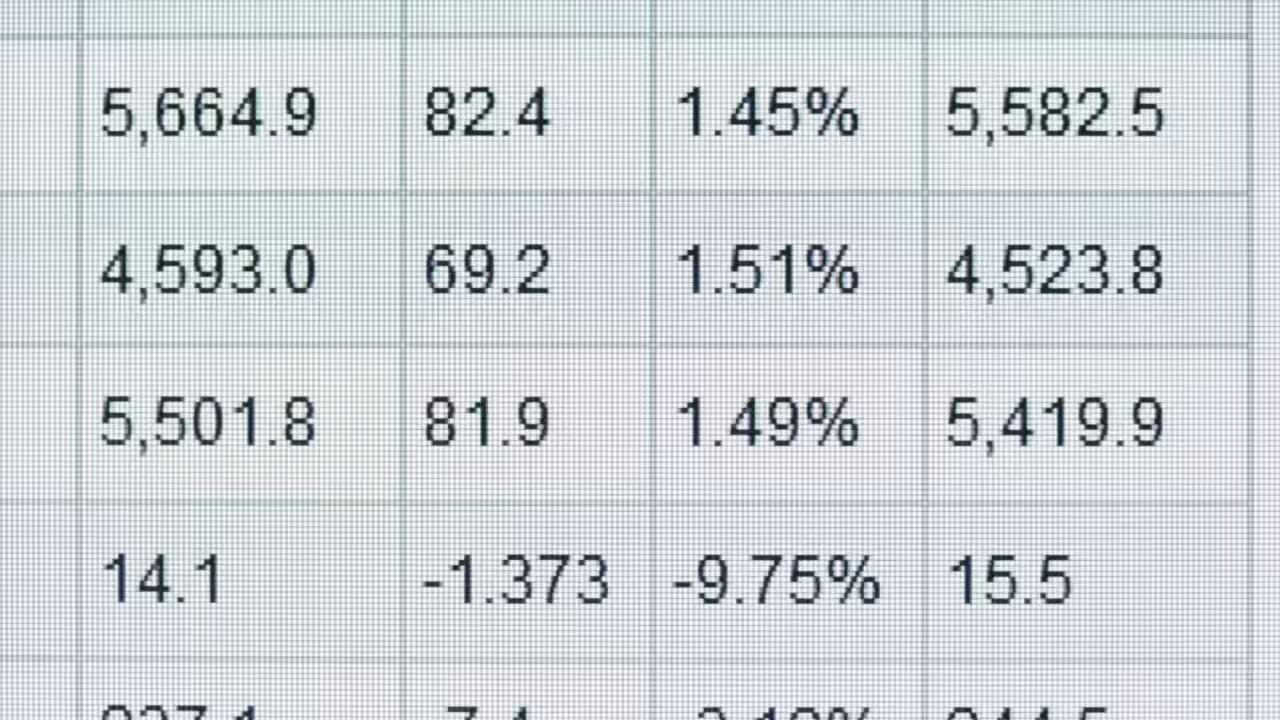 5,664.9 82.4 1.45% 5,582.5
4,593.0 69.2 1.51% 4,523.8
5,501.8 81.9 1.49% 5,419.9
14.1 -1.373 -9.75% 15.5